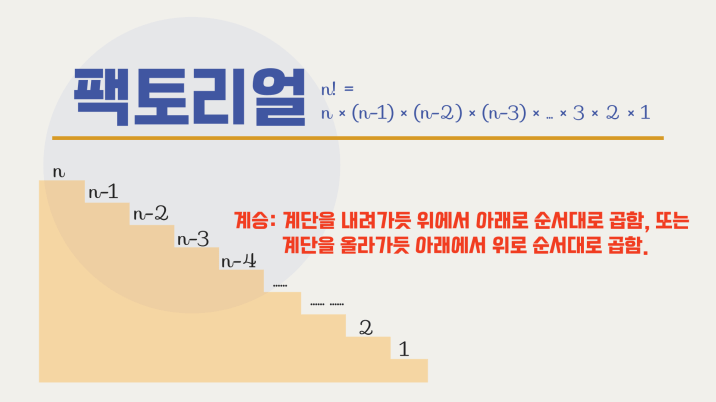 팩토리얼
n! =
n × (n-1) × (n-2) × (n-3) × ... × 3 × 2 × 1
n
n-1
n-2
n-3
n-4
......
...... ......
2
1
계승: 계단을 내려가듯 위에서 아래로 순서대로 곱함, 또는
계단을 올라가듯 아래에서 위로 순서대로 곱함.